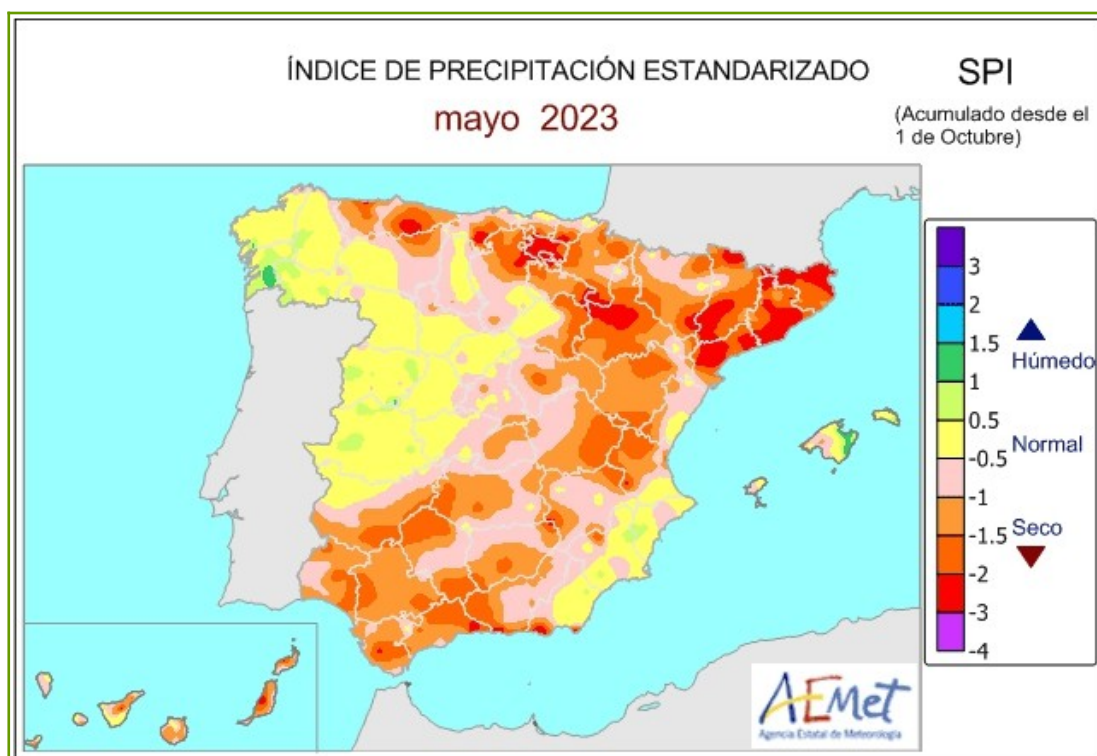 ÍNDICE DE PRECIPITACIÓN ESTANDARIZADO
SPI
mayo 2023
(Acumulado desde el
1 de Octubre)
3
2
1.5
Húmedo
1
0.5
Normal
-0.5
-1
Seco
-1.5
-2
-3
-4
AEMet
Agencia Estatal de Meteorología